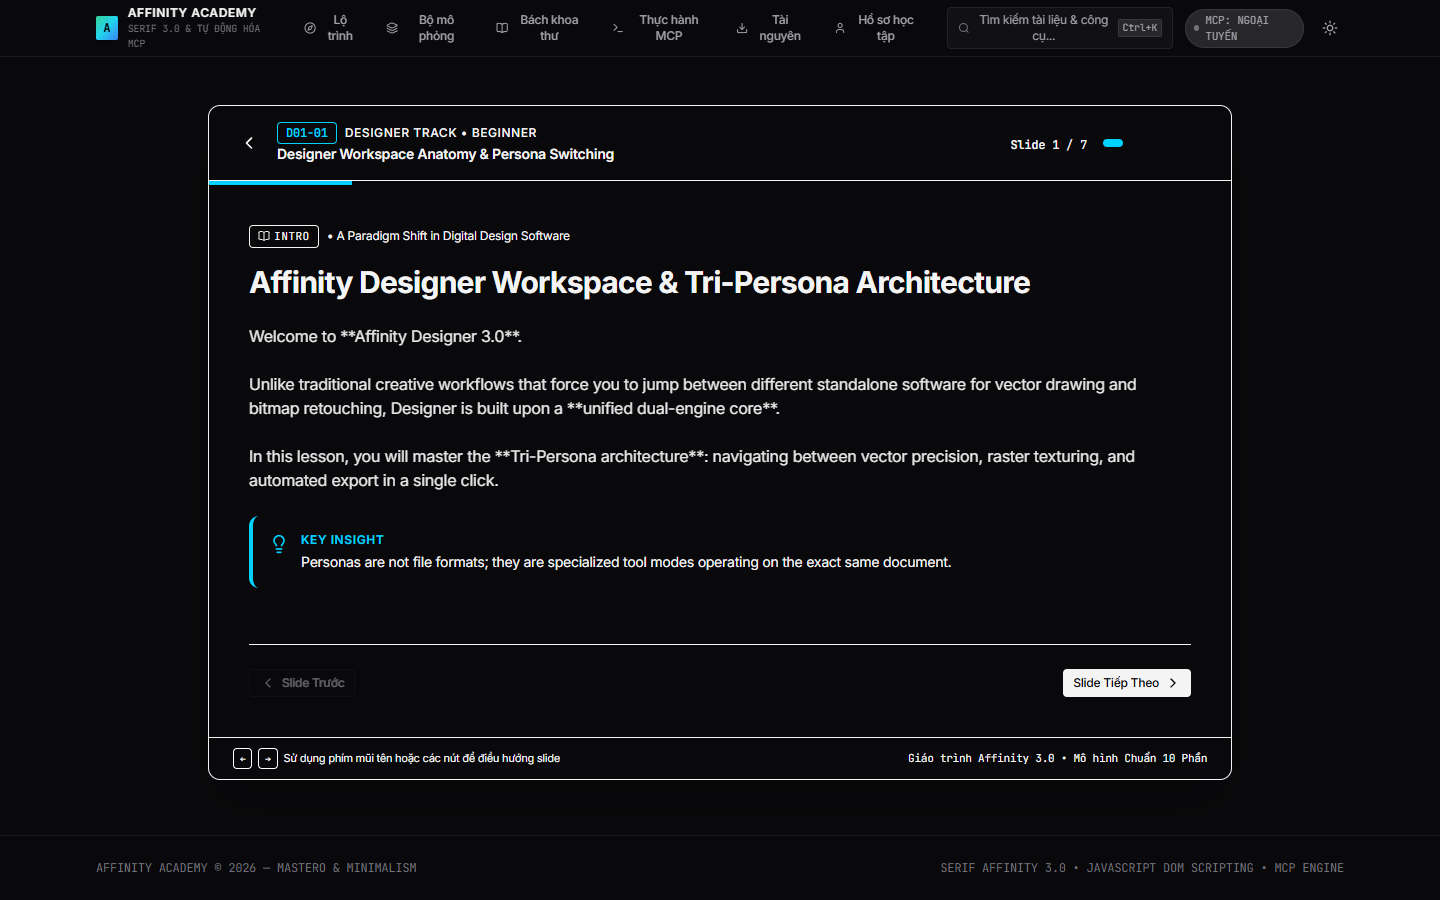 A
AFFINITY ACADEMY
SERIF 3.0 & TỰ ĐỘNG HÓA
MCP
Lộ
trình
Bộ mô
phỏng
Bách khoa
thư
Thực hành
MCP
Tài
nguyên
Hồ sơ học
tập
Tìm kiếm tài liệu & công
cụ...
Ctrl+K
MCP: NGOẠI
TUYẾN
D01-01 DESIGNER TRACK • BEGINNER
Designer Workspace Anatomy & Persona Switching
Slide 1 / 7
INTRO • A Paradigm Shift in Digital Design Software
Affinity Designer Workspace & Tri-Persona Architecture
Welcome to **Affinity Designer 3.0**.
Unlike traditional creative workflows that force you to jump between different standalone software for vector drawing and
bitmap retouching, Designer is built upon a **unified dual-engine core**.
In this lesson, you will master the **Tri-Persona architecture**: navigating between vector precision, raster texturing, and
automated export in a single click.
KEY INSIGHT
Personas are not file formats; they are specialized tool modes operating on the exact same document.
Slide Trước
Slide Tiếp Theo
← → Sử dụng phím mũi tên hoặc các nút để điều hướng slide
Giáo trình Affinity 3.0 • Mô hình Chuẩn 10 Phần
AFFINITY ACADEMY © 2026 — MASTERO & MINIMALISM
SERIF AFFINITY 3.0 • JAVASCRIPT DOM SCRIPTING • MCP ENGINE